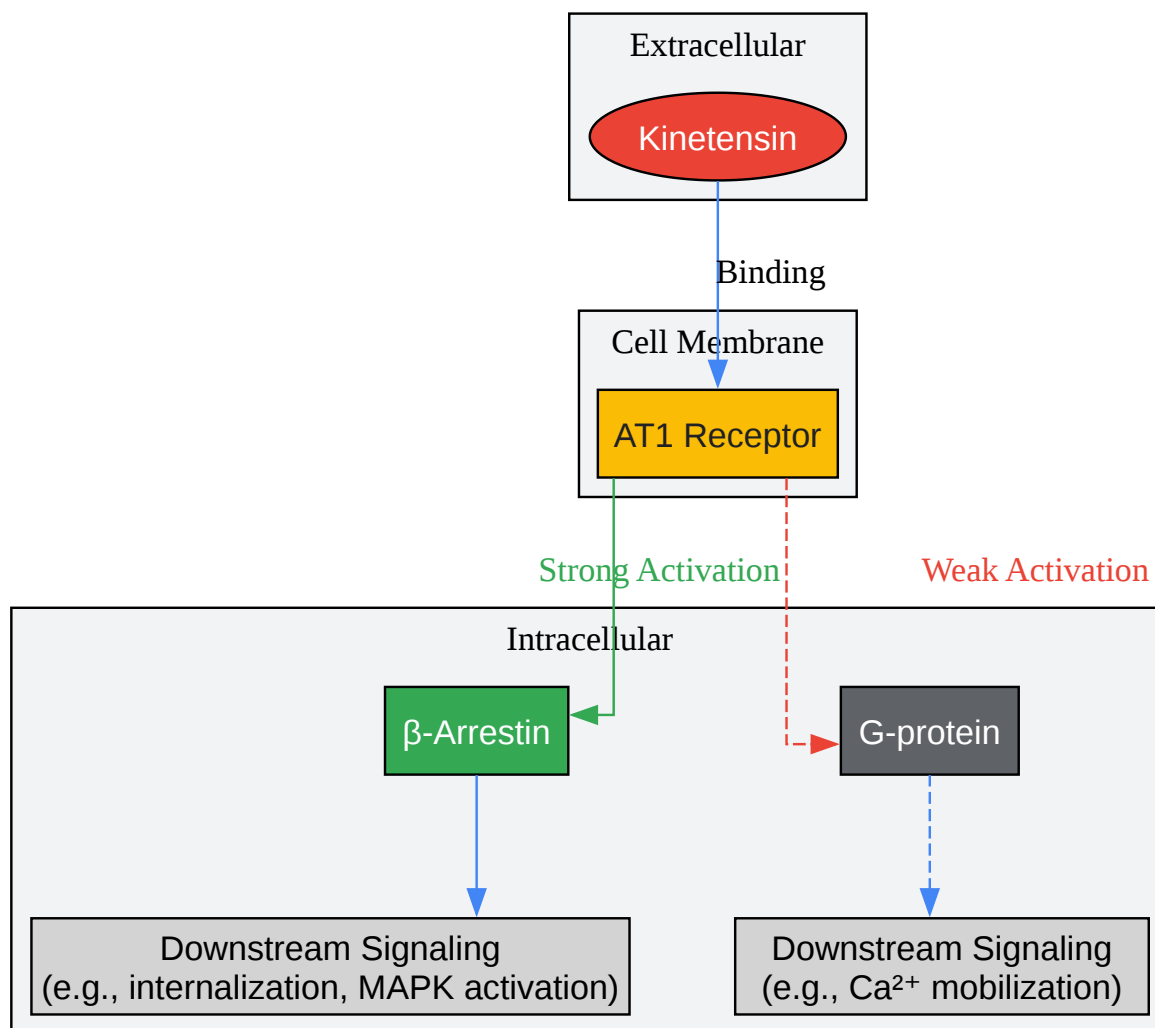 Extracellular
Kinetensin
Binding
Cell Membrane
AT1 Receptor
Strong Activation
Weak Activation
Intracellular
β-Arrestin
G-protein
Downstream Signaling
(e.g., internalization, MAPK activation)
Downstream Signaling
(e.g., Ca²⁺ mobilization)